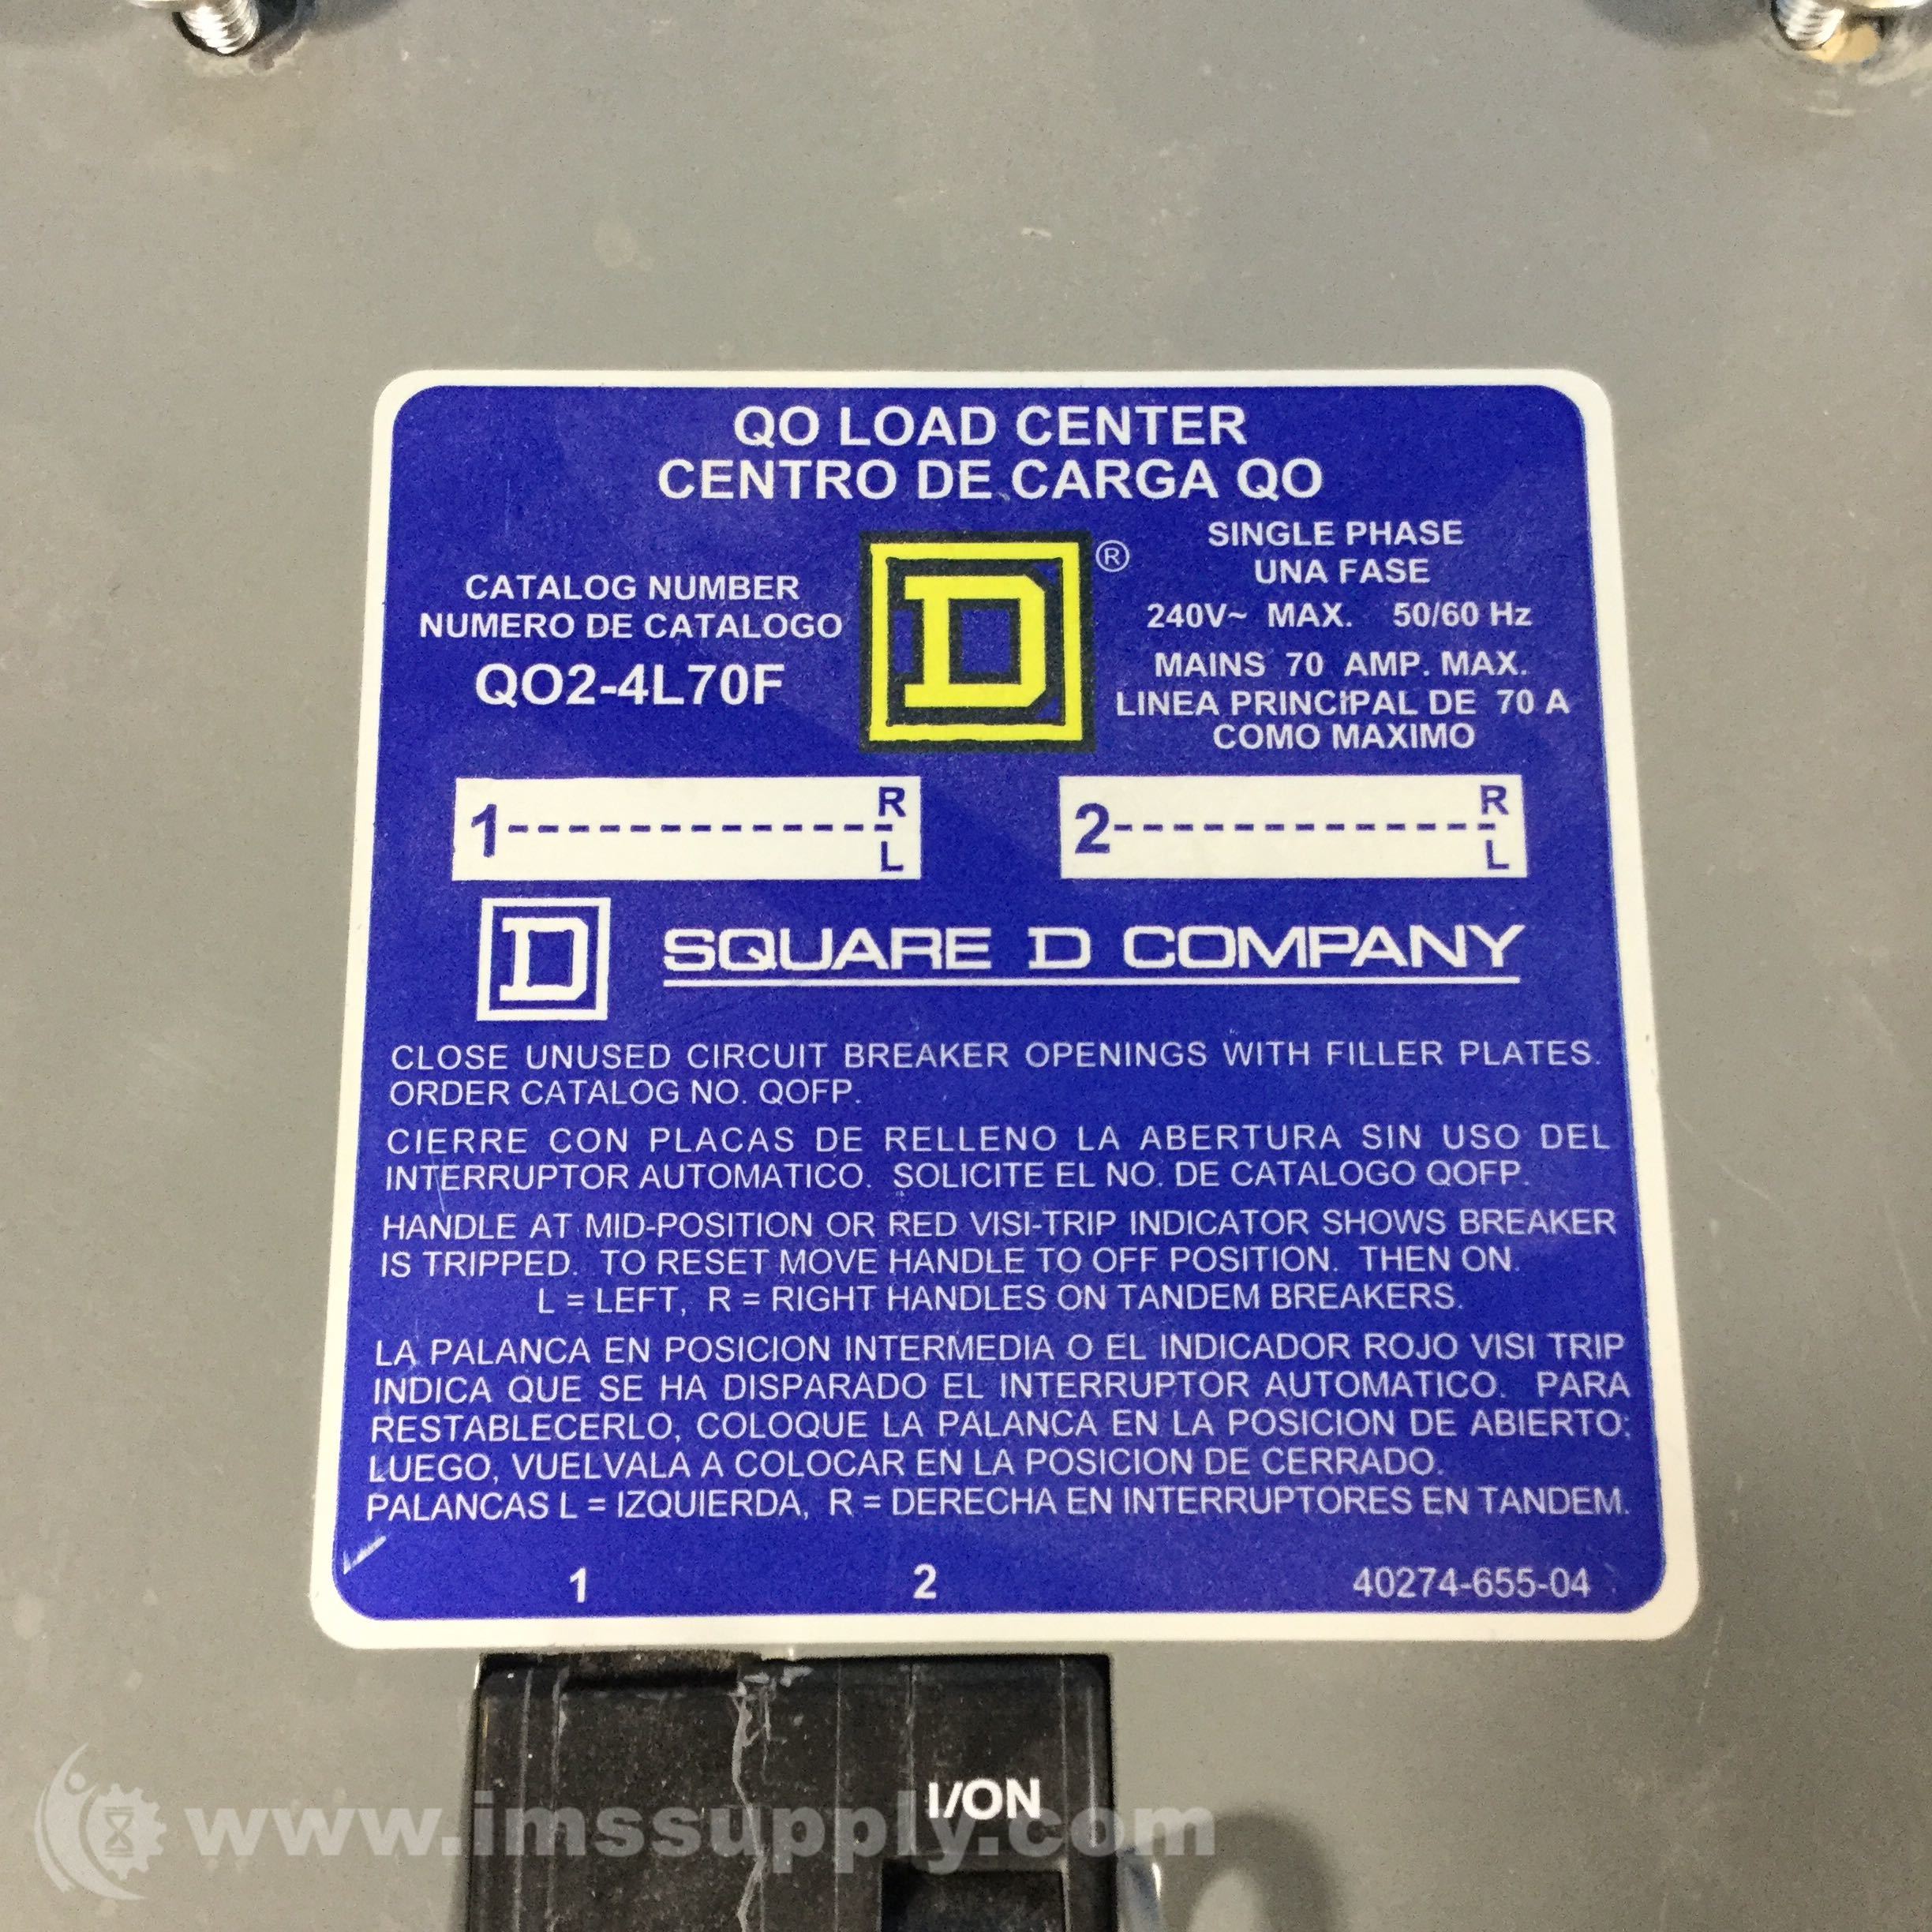 QO LOAD CENTER
CENTRO DE CARGA QO
CATALOG NUMBER
NUMERO DE CATALOGO
QO2-4L70F
D ®
SINGLE PHASE
UNA FASE
240V~ MAX. 50/60 Hz
MAINS 70 AMP. MAX.
LINEA PRINCIPAL DE 70 A
COMO MAXIMO
1--------------- R
L
2--------------- R
L
D SQUARE D COMPANY
CLOSE UNUSED CIRCUIT BREAKER OPENINGS WITH FILLER PLATES.
ORDER CATALOG NO. QOFP.
CIERRE CON PLACAS DE RELLENO LA ABERTURA SIN USO DEL
INTERRUPTOR AUTOMATICO. SOLICITE EL NO. DE CATALOGO QOFP.
HANDLE AT MID-POSITION OR RED VISI-TRIP INDICATOR SHOWS BREAKER
IS TRIPPED. TO RESET MOVE HANDLE TO OFF POSITION. THEN ON.
L = LEFT, R = RIGHT HANDLES ON TANDEM BREAKERS.
LA PALANCA EN POSICION INTERMEDIA O EL INDICADOR ROJO VISI TRIP
INDICA QUE SE HA DISPARADO EL INTERRUPTOR AUTOMATICO. PARA
RESTABLECERLO, COLOQUE LA PALANCA EN LA POSICION DE ABIERTO;
LUEGO, VUELVALA A COLOCAR EN LA POSICION DE CERRADO.
PALANCAS L = IZQUIERDA, R = DERECHA EN INTERRUPTORES EN TANDEM.
1 2 40274-655-04
I/ON
www.imssupply.com